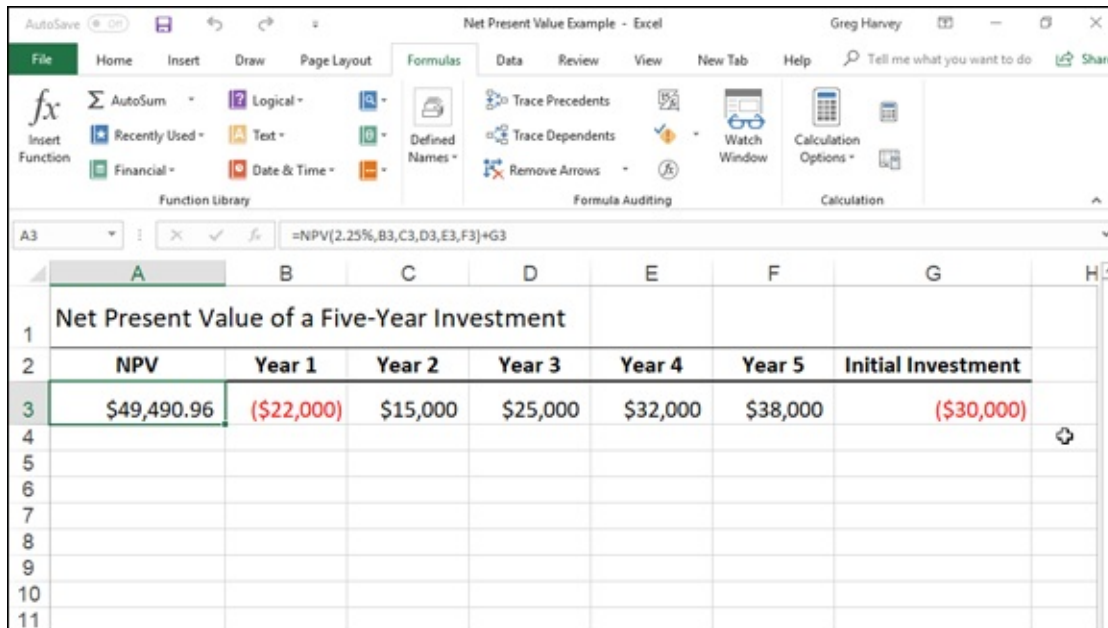 AutoSave Off Net Present Value Example - Excel Greg Harvey
File Home Insert Draw Page Layout Formulas Data Review View New Tab Help Tell me what you want to do Shar
fx AutoSum Logical Trace Precedents
Insert Function Recently Used Text Defined Names Trace Dependents Watch Window Calculation Options
Financial Date & Time Remove Arrows fx
Function Library Formula Auditing Calculation
A3 fx =NPV(2.25%,B3,C3,D3,E3,F3)+G3
A B C D E F G H
1 Net Present Value of a Five-Year Investment
2 NPV Year 1 Year 2 Year 3 Year 4 Year 5 Initial Investment
3 $49,490.96 ($22,000) $15,000 $25,000 $32,000 $38,000 ($30,000)
4
5
6
7
8
9
10
11